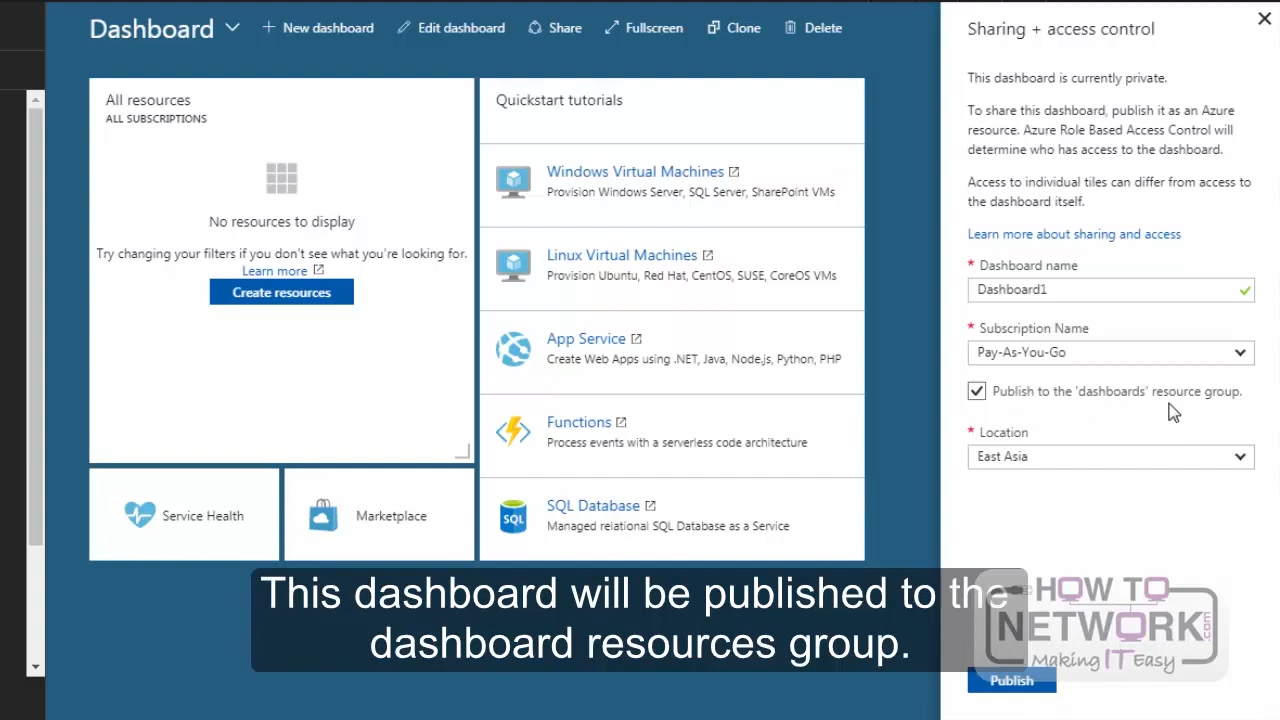 Dashboard
New dashboard
Edit dashboard
Share
Fullscreen
Clone
Delete
All resources
ALL SUBSCRIPTIONS
No resources to display
Try changing your filters if you don't see what you're looking for.
Learn more
Create resources
Service Health
Marketplace
Quickstart tutorials
Windows Virtual Machines
Provision Windows Server, SQL Server, SharePoint VMs
Linux Virtual Machines
Provision Ubuntu, Red Hat, CentOS, SUSE, CoreOS VMs
App Service
Create Web Apps using .NET, Java, Node.js, Python, PHP
Functions
Process events with a serverless code architecture
SQL
SQL Database
Managed relational SQL Database as a Service
Sharing + access control
This dashboard is currently private.
To share this dashboard, publish it as an Azure
resource. Azure Role Based Access Control will
determine who has access to the dashboard.
Access to individual tiles can differ from access to
the dashboard itself.
Learn more about sharing and access
* Dashboard name
Dashboard1
* Subscription Name
Pay-As-You-Go
Publish to the 'dashboards' resource group.
* Location
East Asia
Publish
This dashboard will be published to the
dashboard resources group.
HOW TO
NETWORK.com
Making IT Easy